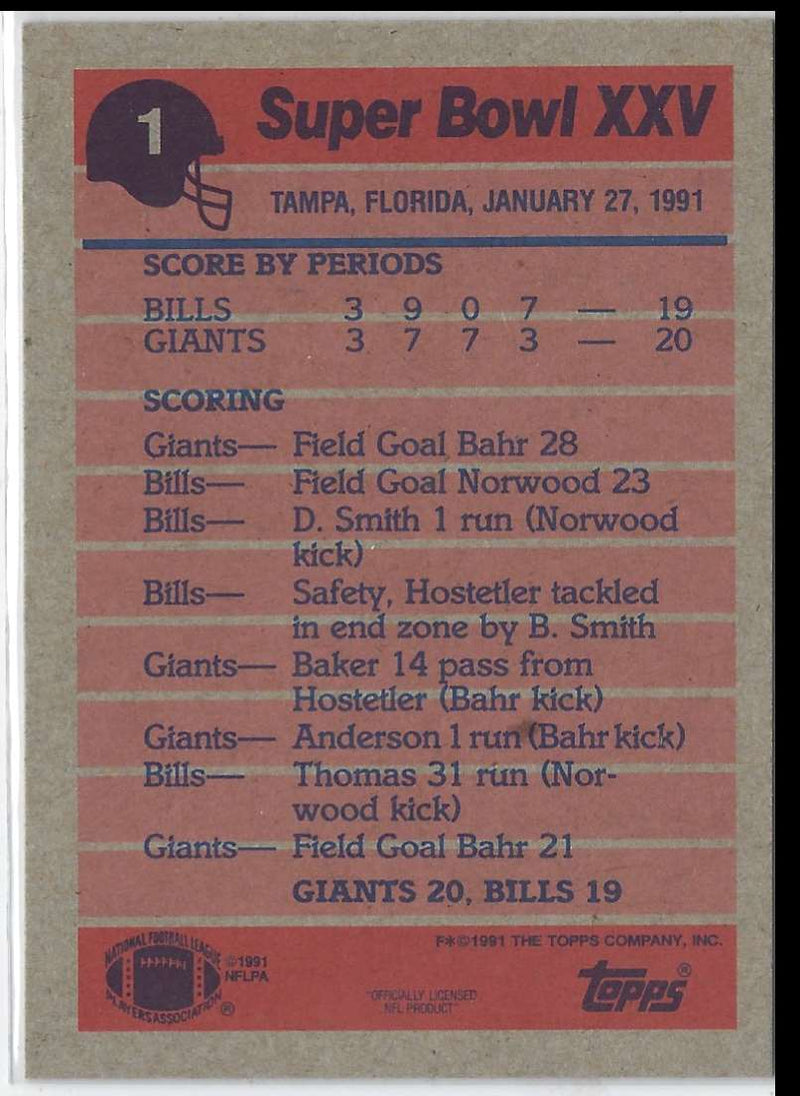 1
Super Bowl XXV
TAMPA, FLORIDA, JANUARY 27, 1991
SCORE BY PERIODS
BILLS 3 9 0 7 — 19
GIANTS 3 7 7 3 — 20
SCORING
Giants— Field Goal Bahr 28
Bills— Field Goal Norwood 23
Bills— D. Smith 1 run (Norwood
kick)
Bills— Safety, Hostetler tackled
in end zone by B. Smith
Giants— Baker 14 pass from
Hostetler (Bahr kick)
Giants— Anderson 1 run (Bahr kick)
Bills— Thomas 31 run (Nor-
wood kick)
Giants— Field Goal Bahr 21
GIANTS 20, BILLS 19
F*©1991 THE TOPPS COMPANY, INC.
NATIONAL FOOTBALL LEAGUE
PLAYERS ASSOCIATION ®
©1991
NFLPA
"OFFICIALLY LICENSED
NFL PRODUCT"
topps®